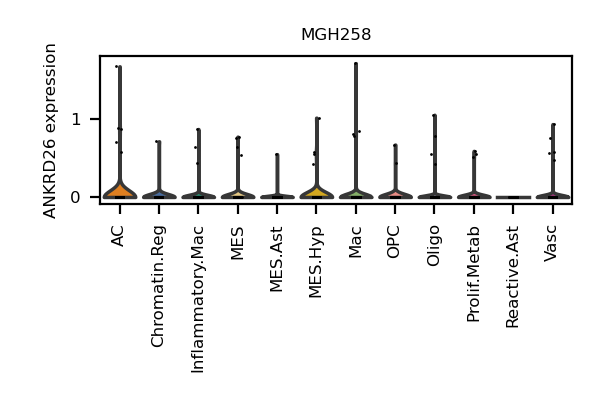 MGH258
ANKRD26 expression
1
0
AC
Chromatin.Reg
Inflammatory.Mac
MES
MES.Ast
MES.Hyp
Mac
OPC
Oligo
Prolif.Metab
Reactive.Ast
Vasc